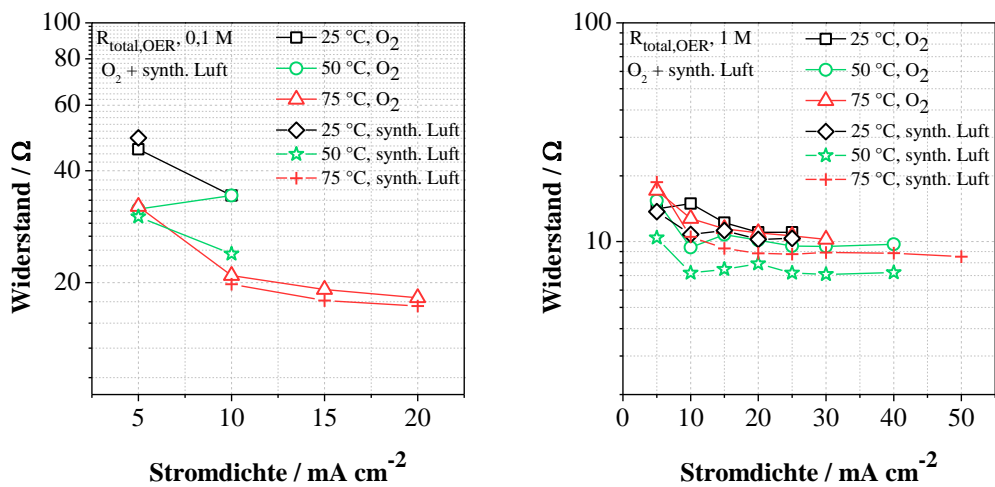 R_total,OER, 0,1 M
O₂ + synth. Luft
25 °C, O₂
50 °C, O₂
75 °C, O₂
25 °C, synth. Luft
50 °C, synth. Luft
75 °C, synth. Luft
100
80
60
40
20
Widerstand / Ω
5 10 15 20
Stromdichte / mA cm⁻²
R_total,OER, 1 M
O₂ + synth. Luft
25 °C, O₂
50 °C, O₂
75 °C, O₂
25 °C, synth. Luft
50 °C, synth. Luft
75 °C, synth. Luft
100
10
Widerstand / Ω
0 10 20 30 40 50
Stromdichte / mA cm⁻²